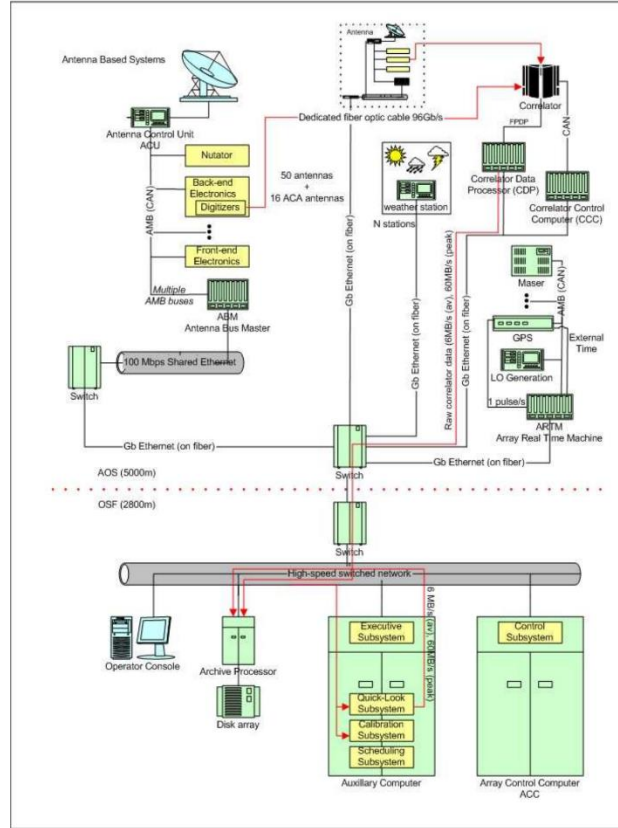 Antenna Based Systems
Antenna
Correlator
Dedicated fiber optic cable 96Gb/s
Antenna Control Unit
ACU
FPDP
CAN
Nutator
Back-end
Electronics
Digitizers
AMB (CAN)
50 antennas
+
16 ACA antennas
weather station
N stations
Correlator Data
Processor (CDP)
Correlator Control
Computer (CCC)
Front-end
Electronics
Multiple
AMB buses
ABM
Antenna Bus Master
Gb Ethernet (on fiber)
Gb Ethernet (on fiber)
Raw correlator data (6MB/s (av), 60MB/s (peak)
Gb Ethernet (on fiber)
Maser
AMB (CAN)
GPS
External
Time
LO Generation
1 pulse/s
ARTM
Array Real Time Machine
100 Mbps Shared Ethernet
Switch
Gb Ethernet (on fiber)
Switch
Gb Ethernet (on fiber)
AOS (5000m)
OSF (2800m)
Switch
High-speed switched network
6 MB/s(av), 60MB/s (peak)
Operator Console
Archive Processor
Disk array
Executive
Subsystem
Control
Subsystem
Quick-Look
Subsystem
Calibration
Subsystem
Scheduling
Subsystem
Auxillary Computer
Array Control Computer
ACC